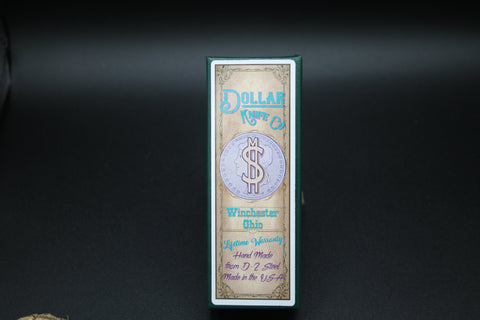 DOLLAR
KNIFE CO
$
Winchester
Ohio
Lifetime Warranty
Hand Made
from D-2 Steel
Made in the U.S.A.